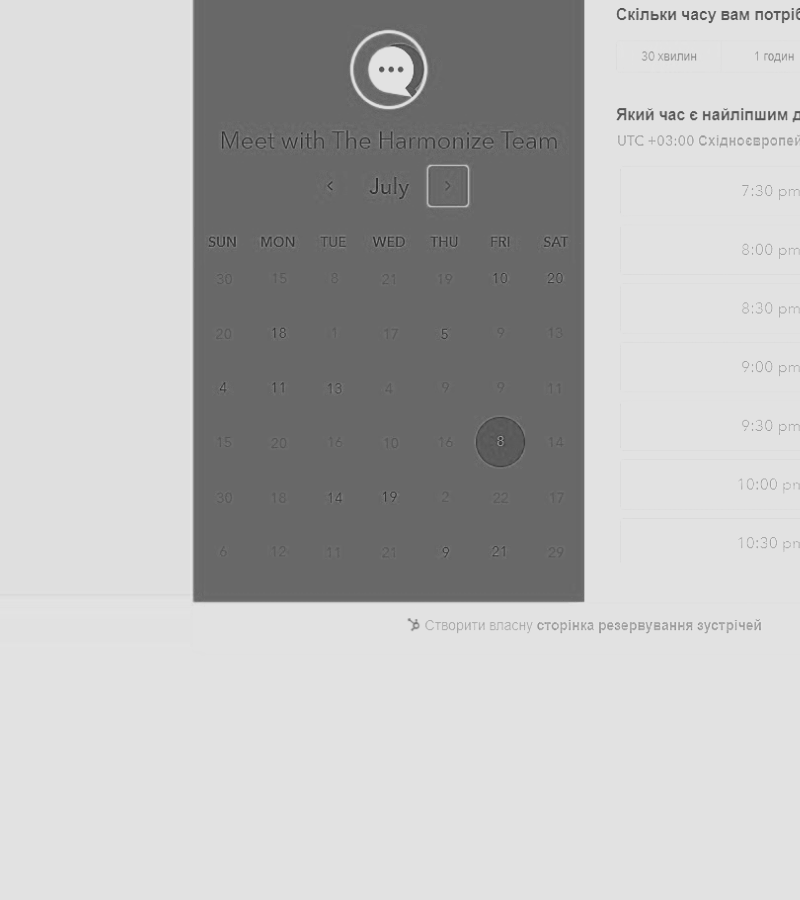 Meet with The Harmonize Team
July
SUN MON TUE WED THU FRI SAT
30 15 8 21 19 10 20
20 18 1 17 5 9 13
4 11 13 4 9 9 11
15 20 16 10 16 8 14
30 18 14 19 2 22 17
6 12 11 21 9 21 29
Скільки часу вам
30 хвилин 1 годин
Який час є найліпшим
UTC +03:00
7:30 pm
8:00 pm
8:30 pm
9:00 pm
9:30 pm
10:00
10:30
Створити власну сторінка резервування зустрічей